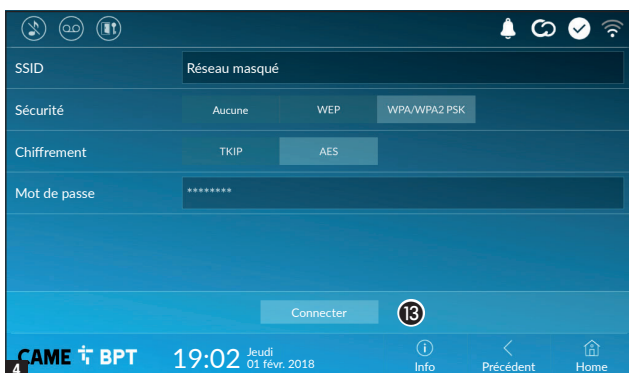 SSID Réseau masqué
Sécurité Aucune WEP WPA/WPA2 PSK
Chiffrement TKIP AES
Mot de passe ********
Connecter 13
4 CAME BPT 19:02 Jeudi
01 févr. 2018
Info Précédent Home